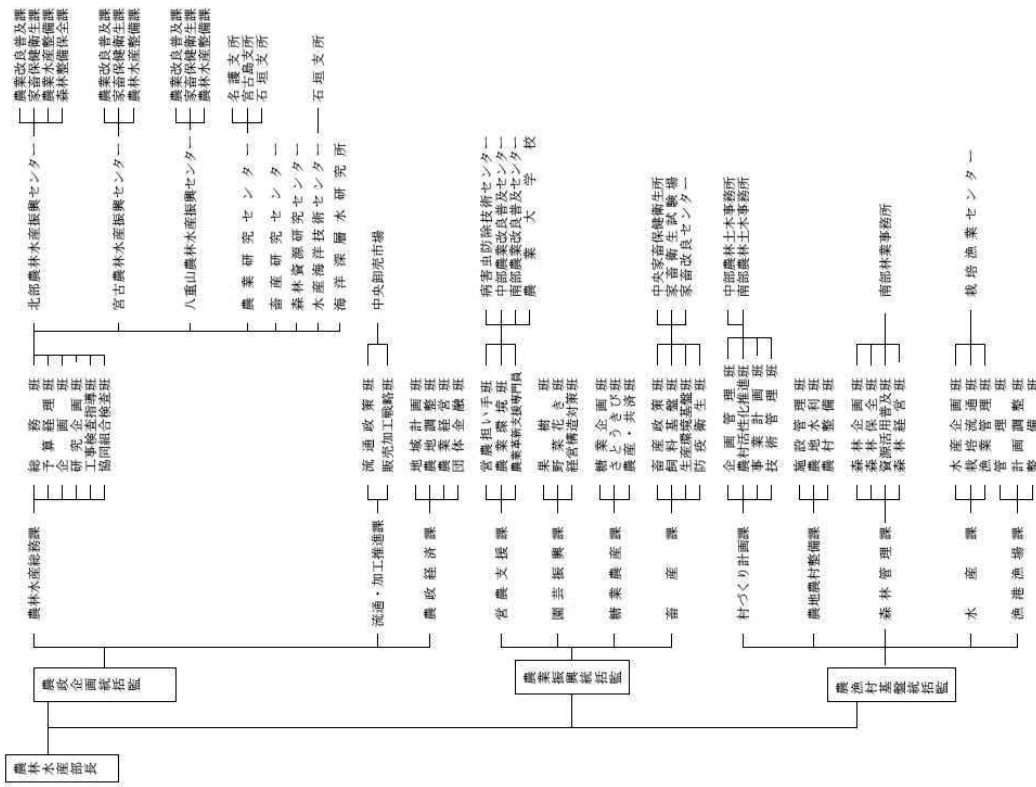 農林水産部長
農政企画統括監
農業振興統括監
農漁村基盤統括監
農林水産総務課
流通・加工推進課
農政経済課
営農支援課
園芸振興課
糖業農産課
畜産課
村づくり計画課
農地農村整備課
森林管理課
水産課
漁港漁場課
総務班
予算経理班
企画班
研究企画班
工事検査指導班
協同組合検査班
流通政策班
販売加工戦略班
地域計画班
農地調整班
農業経営班
団体金融班
営農担い手班
農業環境班
農業革新支援専門員
果樹班
野菜花き班
経営構造対策班
糖業企画班
さとうきび班
農産・共済班
畜産政策班
飼料基盤班
生産環境基盤班
防疫衛生班
企画管理班
農村活性化推進班
事業計画班
技術管理班
施設管理班
農地水利班
農村整備班
森林企画班
森林保全班
資源活用普及班
森林経営班
水産企画班
栽培流通班
漁業管理班
管理班
計画調整班
整備班
北部農林水産振興センター
宮古農林水産振興センター
八重山農林水産振興センター
農業研究センター
畜産研究センター
森林資源研究センター
水産海洋技術センター
海洋深層水研究所
中央卸売市場
病害虫防除技術センター
中部農業改良普及センター
南部農業改良普及センター
農業大学校
中央家畜保健衛生所
家畜衛生試験場
家畜改良センター
中部農林土木事務所
南部農林土木事務所
南部林業事務所
栽培漁業センター
農業改良普及課
家畜保健衛生課
農業水産整備課
森林整備保全課
農業改良普及課
家畜保健衛生課
農林水産整備課
農業改良普及課
家畜保健衛生課
農林水産整備課
名護支所
宮古島支所
石垣支所
石垣支所